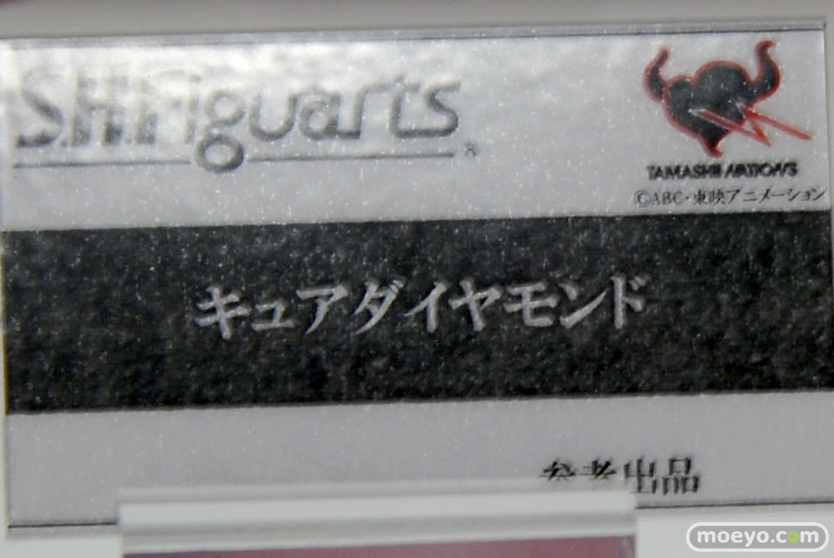 S.H.Figuarts®
TAMASHII NATIONS
©ABC・東映アニメーション
キュアダイヤモンド
参考出品
moeyo.com